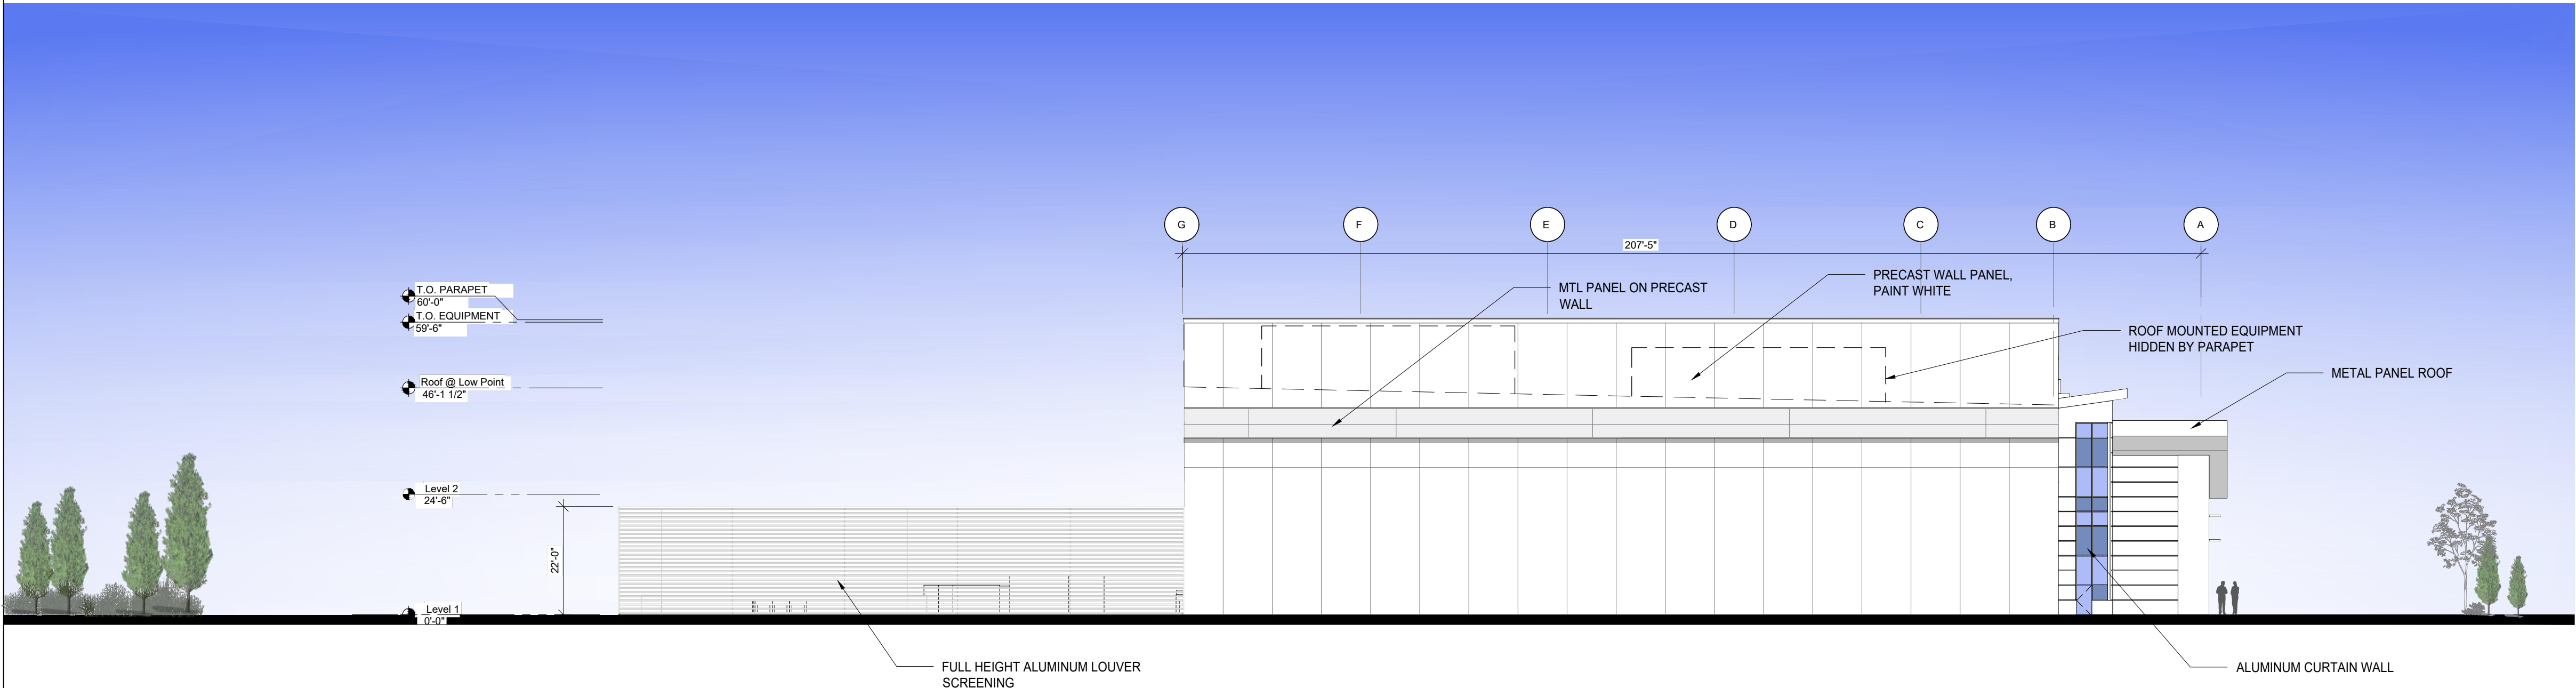 G F E D C B A
207'-5"
PRECAST WALL PANEL,
PAINT WHITE
MTL PANEL ON PRECAST
WALL
T.O. PARAPET
60'-0"
T.O. EQUIPMENT
59'-6"
ROOF MOUNTED EQUIPMENT
HIDDEN BY PARAPET
METAL PANEL ROOF
Roof @ Low Point
46'-1 1/2"
Level 2
24'-6"
22'-0"
Level 1
0'-0"
FULL HEIGHT ALUMINUM LOUVER
SCREENING
ALUMINUM CURTAIN WALL